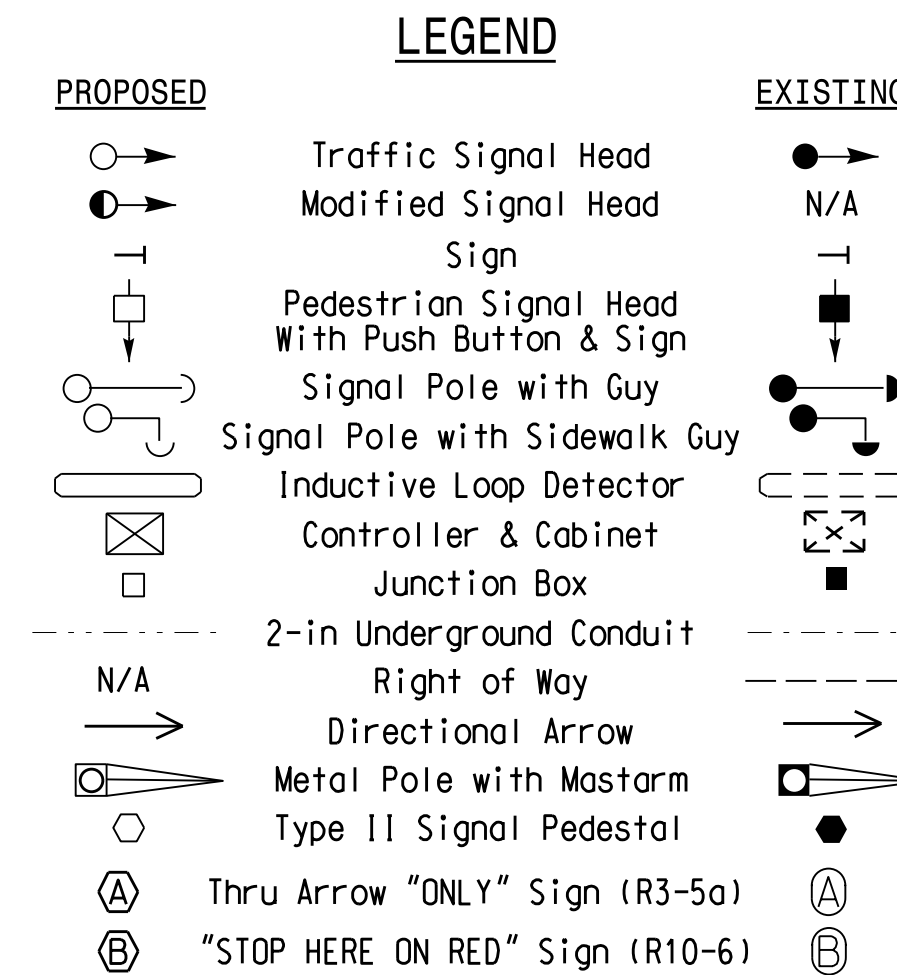 LEGEND
PROPOSED EXISTING
Traffic Signal Head
Modified Signal Head N/A
Sign
Pedestrian Signal Head
With Push Button & Sign
Signal Pole with Guy
Signal Pole with Sidewalk Guy
Inductive Loop Detector
Controller & Cabinet
Junction Box
2-in Underground Conduit
N/A Right of Way
Directional Arrow
Metal Pole with Mastarm
Type II Signal Pedestal
A Thru Arrow "ONLY" Sign (R3-5a) A
B "STOP HERE ON RED" Sign (R10-6) B